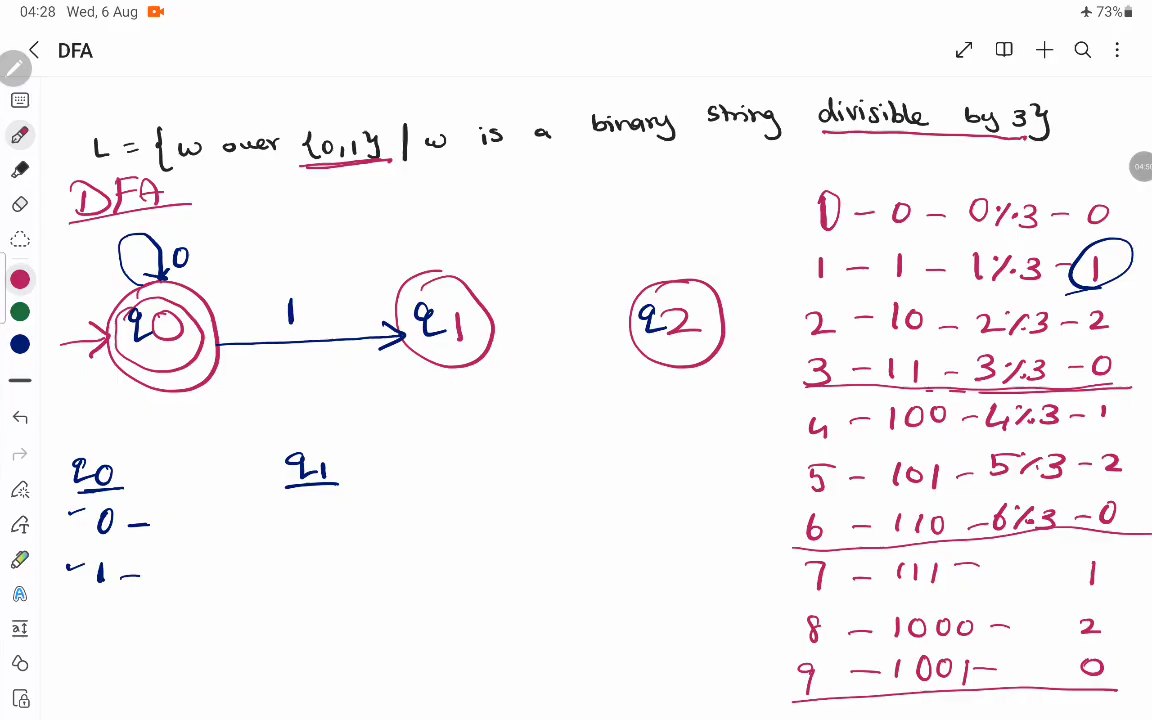 04:28 Wed, 6 Aug
73%
DFA
L = {w over {0,1} | w is a binary string divisible by 3}
DFA
04:50
0 - 0 - 0%3 - 0
1 - 1 - 1%3 - 1
2 - 10 - 2%3 - 2
3 - 11 - 3%3 - 0
4 - 100 - 4%3 - 1
5 - 101 - 5%3 - 2
6 - 110 - 6%3 - 0
7 - 111 - 1
8 - 1000 - 2
9 - 1001 - 0
0
1
q0
q1
q2
q0
q1
0 -
1 -